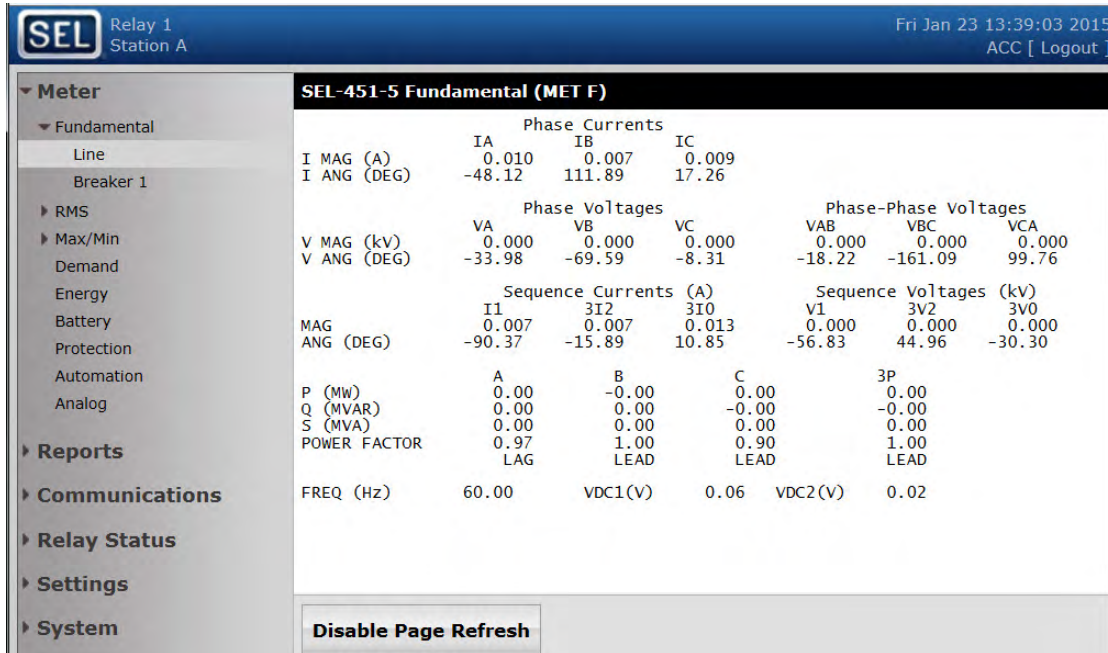 SEL Relay 1
Station A
Fri Jan 23 13:39:03 2015
ACC [ Logout ]
Meter
Fundamental
Line
Breaker 1
RMS
Max/Min
Demand
Energy
Battery
Protection
Automation
Analog
Reports
Communications
Relay Status
Settings
System
SEL-451-5 Fundamental (MET F)
Phase Currents
IA IB IC
I MAG (A) 0.010 0.007 0.009
I ANG (DEG) -48.12 111.89 17.26
Phase Voltages Phase-Phase Voltages
VA VB VC VAB VBC VCA
V MAG (kV) 0.000 0.000 0.000 0.000 0.000 0.000
V ANG (DEG) -33.98 -69.59 -8.31 -18.22 -161.09 99.76
Sequence Currents (A) Sequence Voltages (kV)
I1 3I2 3I0 V1 3V2 3V0
MAG 0.007 0.007 0.013 0.000 0.000 0.000
ANG (DEG) -90.37 -15.89 10.85 -56.83 44.96 -30.30
A B C 3P
P (MW) 0.00 -0.00 0.00 0.00
Q (MVAR) 0.00 0.00 -0.00 -0.00
S (MVA) 0.00 0.00 0.00 0.00
POWER FACTOR 0.97 1.00 0.90 1.00
LAG LEAD LEAD LEAD
FREQ (Hz) 60.00 VDC1(V) 0.06 VDC2(V) 0.02
Disable Page Refresh